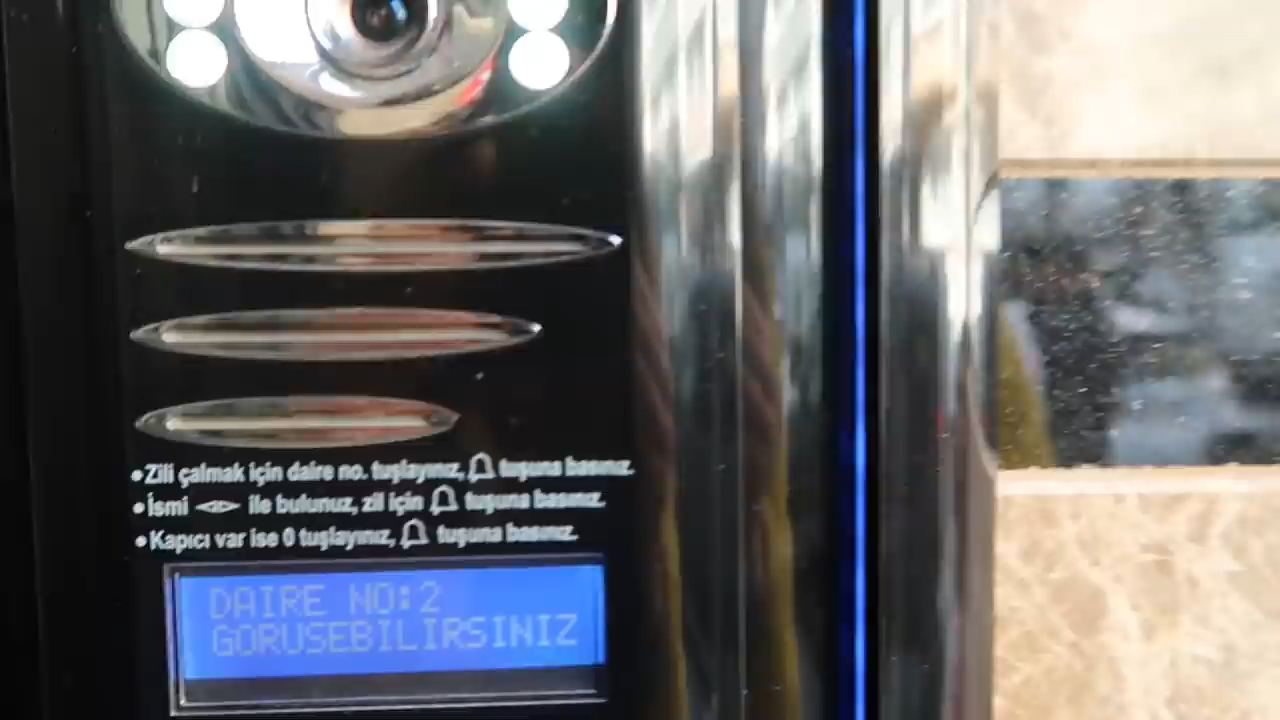 •Zili çalmak için daire no. tuşlayınız, 🔔 tuşuna basınız.
•İsmi ◁▷ ile bulunuz, zil için 🔔 tuşuna basınız.
•Kapıcı var ise 0 tuşlayınız, 🔔 tuşuna basınız.
DAIRE NO:2
GORUSEBILIRSINIZ